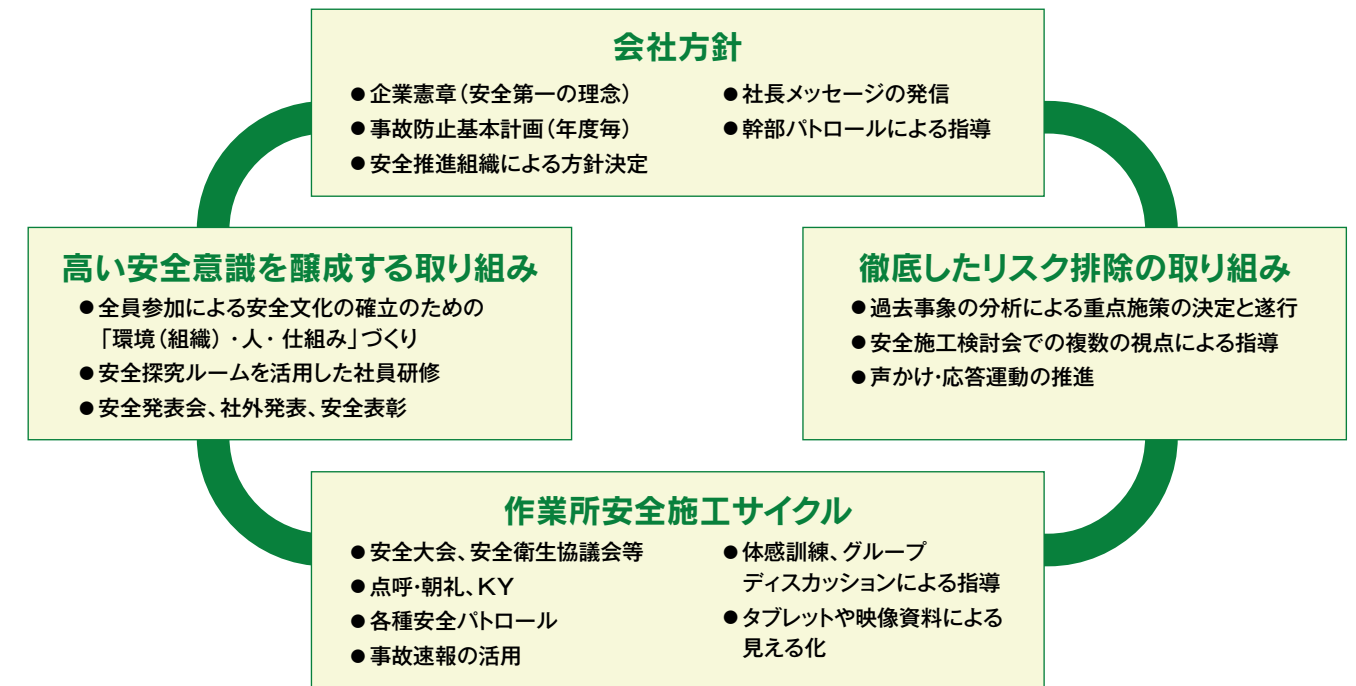 会社方針
●企業憲章(安全第一の理念)
●事故防止基本計画(年度毎)
●安全推進組織による方針決定
●社長メッセージの発信
●幹部パトロールによる指導
高い安全意識を醸成する取り組み
●全員参加による安全文化の確立のための
「環境(組織)・人・仕組み」づくり
●安全探究ルームを活用した社員研修
●安全発表会、社外発表、安全表彰
徹底したリスク排除の取り組み
●過去事象の分析による重点施策の決定と遂行
●安全施工検討会での複数の視点による指導
●声かけ・応答運動の推進
作業所安全施工サイクル
●安全大会、安全衛生協議会等
●点呼・朝礼、KY
●各種安全パトロール
●事故速報の活用
●体感訓練、グループ
ディスカッションによる指導
●タブレットや映像資料による
見える化